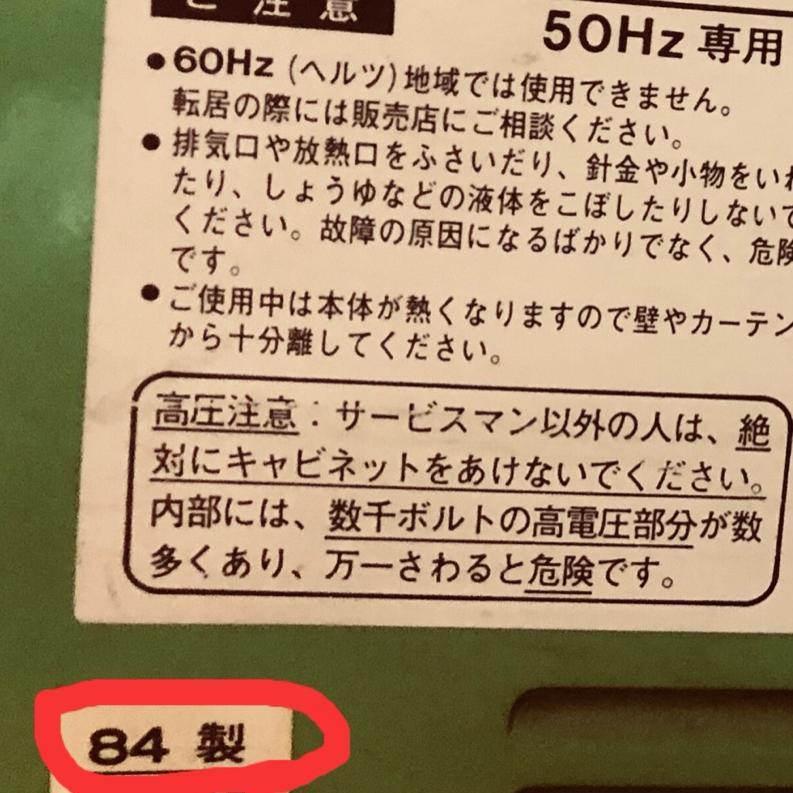 ご注意
50Hz専用
●60Hz(ヘルツ)地域では使用できません。
転居の際には販売店にご相談ください。
●排気口や放熱口をふさいだり、針金や小物をいれ
たり、しょうゆなどの液体をこぼしたりしないで
ください。故障の原因になるばかりでなく、危険
です。
●ご使用中は本体が熱くなりますので壁やカーテン
から十分離してください。
高圧注意：サービスマン以外の人は、絶
対にキャビネットをあけないでください。
内部には、数千ボルトの高電圧部分が数
多くあり、万一さわると危険です。
84 製